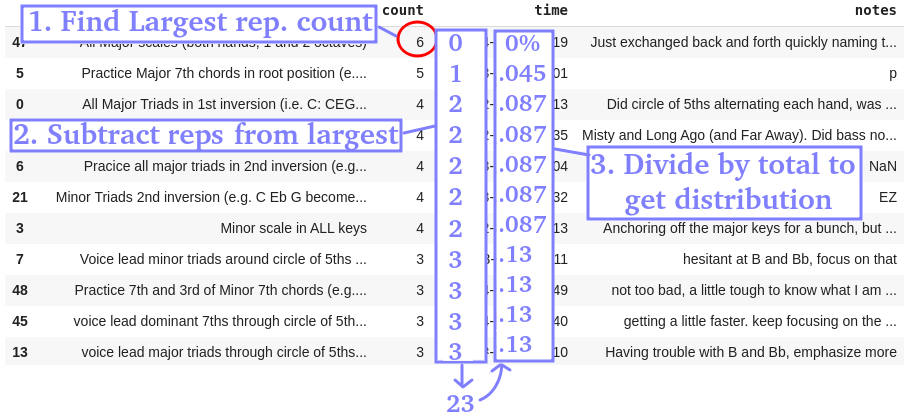 count time notes
1. Find Largest rep. count
47 All Major scales (both hands, 1 and 2 octaves) 6 0 0% 19 Just exchanged back and forth quickly naming t...
5 Practice Major 7th chords in root position (e.... 5 1 .045 01 p
0 All Major Triads in 1st inversion (i.e. C: CEG... 4 2 .087 13 Did circle of 5ths alternating each hand, was ...
2. Subtract reps from largest 4 2 .087 35 Misty and Long Ago (and Far Away). Did bass no...
6 Pracice all major triads in 2nd inversion (e.g... 4 2 .087 04 NaN
3. Divide by total to
get distribution
21 Minor Triads 2nd inversion (e.g. C Eb G become... 4 2 .087 32 EZ
3 Minor scale in ALL keys 4 2 .087 13 Anchoring off the major keys for a bunch, but ...
7 Voice lead minor triads around circle of 5ths ... 3 3 .13 11 hesitant at B and Bb, focus on that
48 Practice 7th and 3rd of Minor 7th chords (e.g.... 3 3 .13 49 not too bad, a little tough to know what I am ...
45 voice lead dominant 7ths through circle of 5th... 3 3 .13 40 getting a little faster. keep focusing on the ...
13 voice lead major triads through circle of 5ths... 3 3 .13 10 Having trouble with B and Bb, emphasize more
23